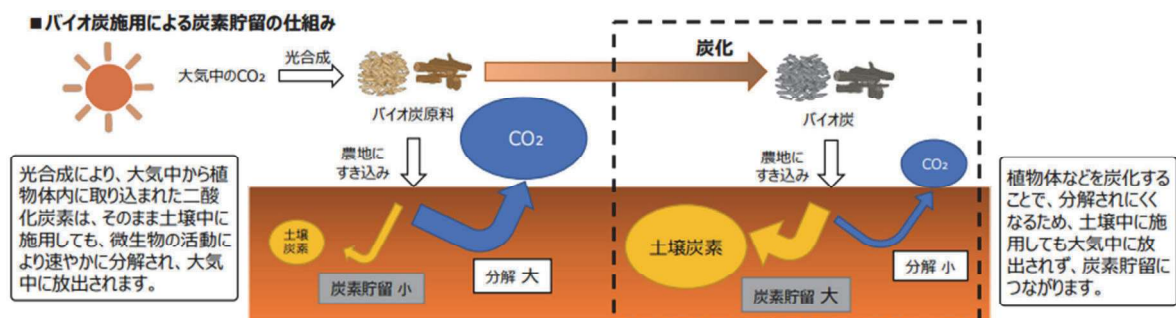 ■バイオ炭施用による炭素貯留の仕組み
大気中のCO₂
光合成
バイオ炭原料
炭化
バイオ炭
農地に
すき込み
CO₂
農地に
すき込み
CO₂
光合成により、大気中から植
物体内に取り込まれた二酸
化炭素は、そのまま土壌中に
施用しても、微生物の活動に
より速やかに分解され、大気
中に放出されます。
土壌
炭素
炭素貯留 小
分解 大
土壌炭素
炭素貯留 大
分解 小
植物体などを炭化する
ことで、分解されにくく
なるため、土壌中に施
用しても大気中に放
出されず、炭素貯留に
つながります。